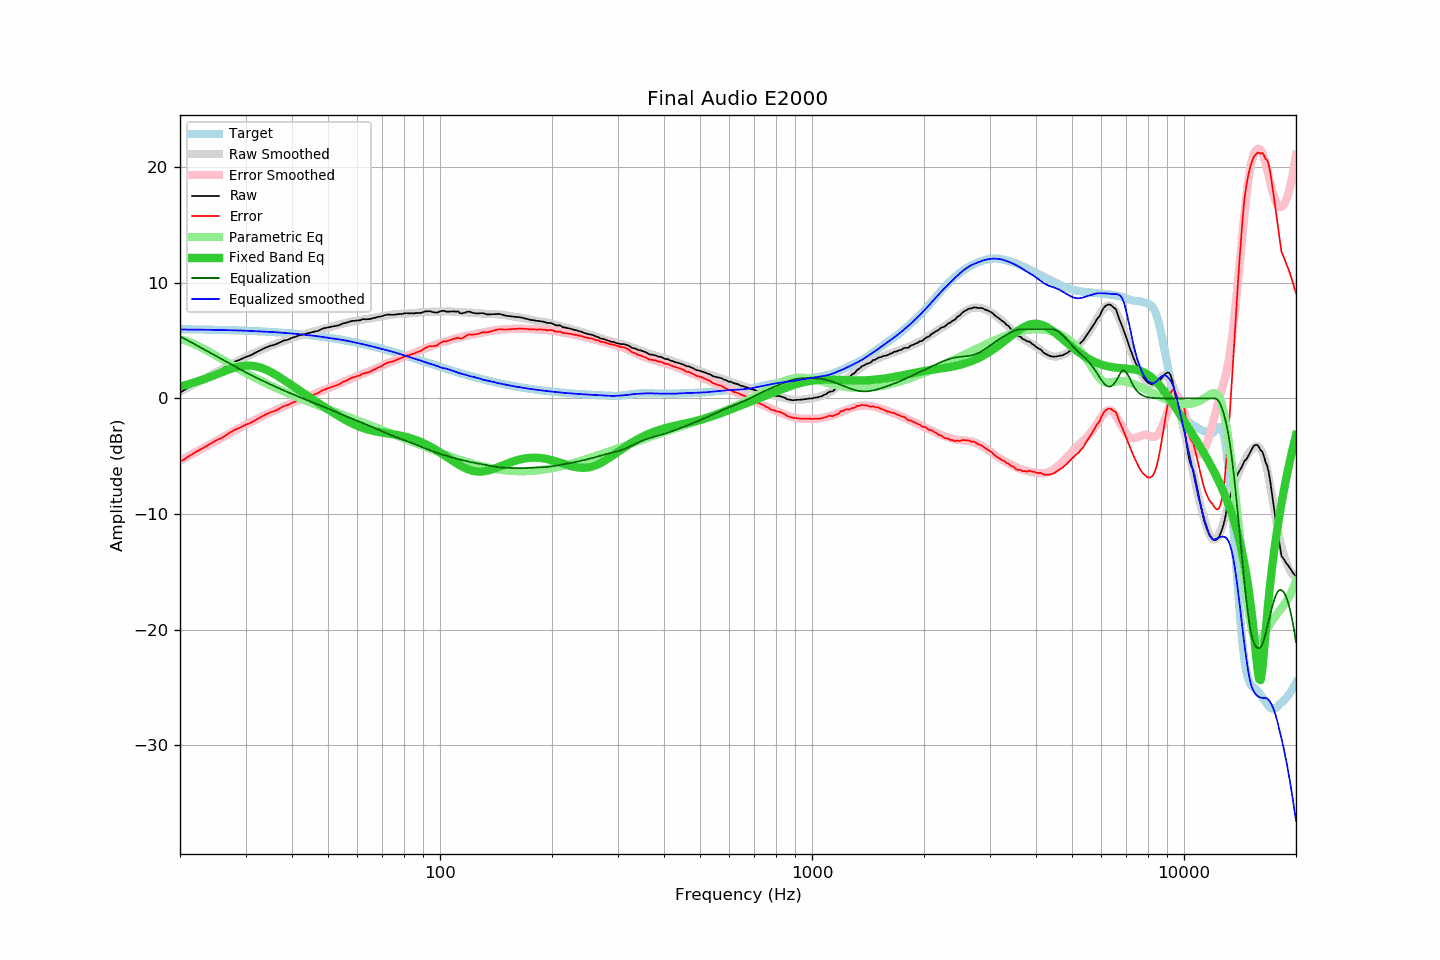 Final Audio E2000
Target
Raw Smoothed
Error Smoothed
Raw
Error
Parametric Eq
Fixed Band Eq
Equalization
Equalized smoothed
20
10
0
−10
−20
−30
Amplitude (dBr)
100
1000
10000
Frequency (Hz)